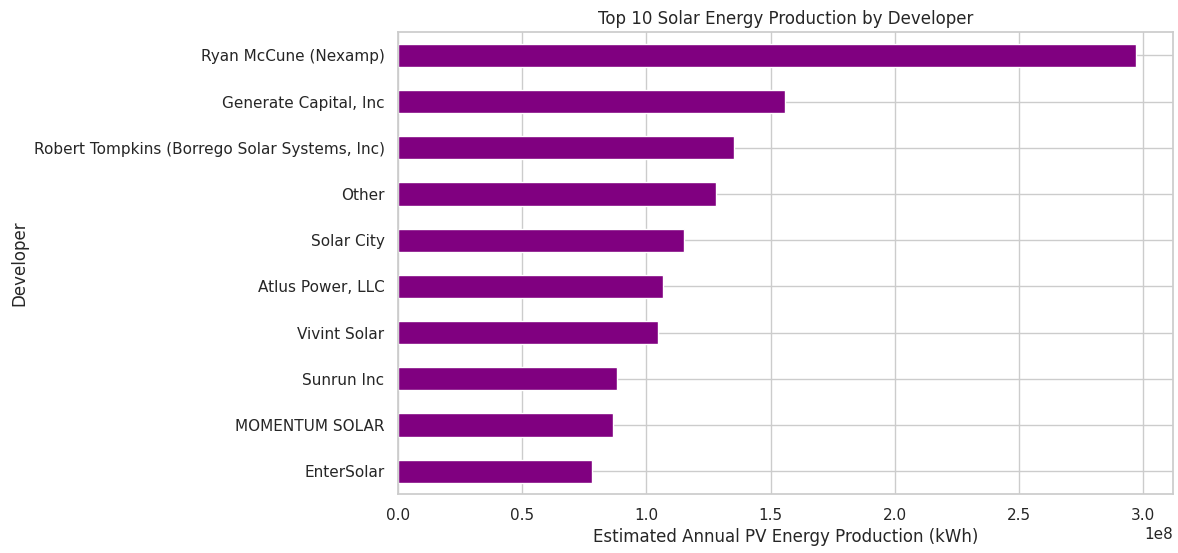 Top 10 Solar Energy Production by Developer
Developer
Ryan McCune (Nexamp)
Generate Capital, Inc
Robert Tompkins (Borrego Solar Systems, Inc)
Other
Solar City
Atlus Power, LLC
Vivint Solar
Sunrun Inc
MOMENTUM SOLAR
EnterSolar
0.0 0.5 1.0 1.5 2.0 2.5 3.0
1e8
Estimated Annual PV Energy Production (kWh)